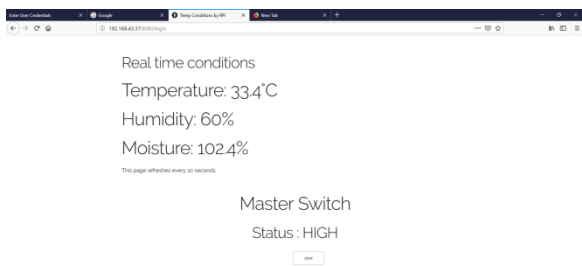 Enter User Credentials
Google
Temp Conditions by RPi
New Tab
192.168.43.37:8080/login
Real time conditions
Temperature: 33.4°C
Humidity: 60%
Moisture: 102.4%
This page refreshes every 10 seconds
Master Switch
Status : HIGH
OFF